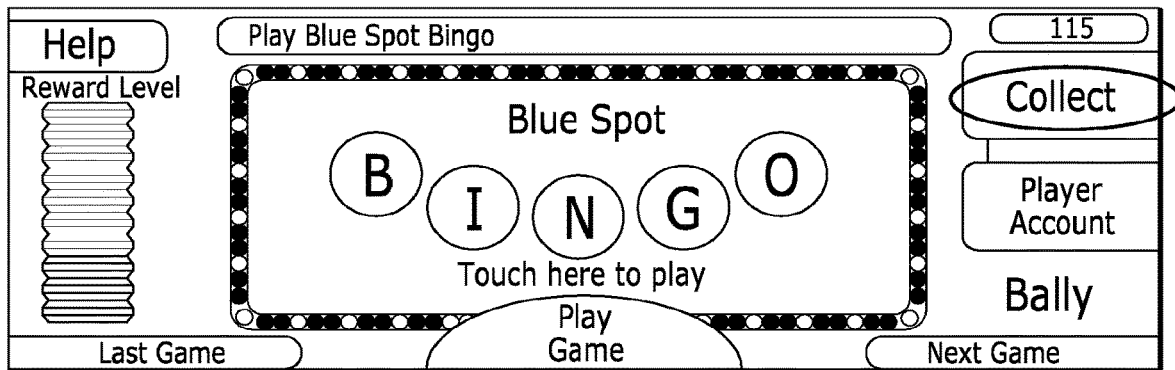 Help
Play Blue Spot Bingo
115
Reward Level
Collect
Blue Spot
B I N G O
Player
Account
Touch here to play
Bally
Play
Game
Last Game
Next Game